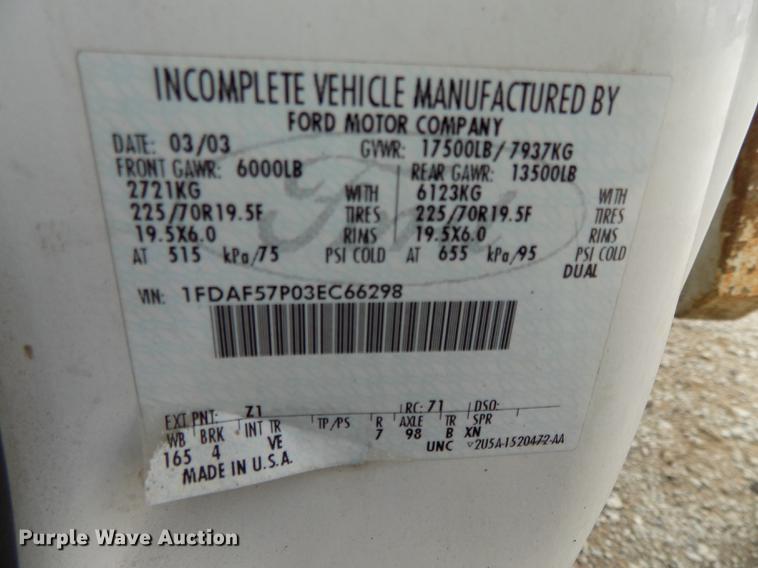 INCOMPLETE VEHICLE MANUFACTURED BY
FORD MOTOR COMPANY
DATE: 03/03 GVWR: 17500LB/ 7937KG
FRONT GAWR: 6000LB REAR GAWR: 13500LB
2721KG WITH 6123KG WITH
225/70R19.5F TIRES 225/70R19.5F TIRES
19.5X6.0 RIMS 19.5X6.0 RIMS
AT 515 kPa/75 PSI COLD AT 655 kPa/95 PSI COLD
DUAL
Ford
VIN: 1FDAF57P03EC66298
EXT PNT: Z1 RC: 71 DSO:
WB BRK INT TR TP/PS R AXLE TR SPR
165 4 VE 7 98 B XN
MADE IN U.S.A. UNC 2U5A-1520472-AA
Purple Wave Auction